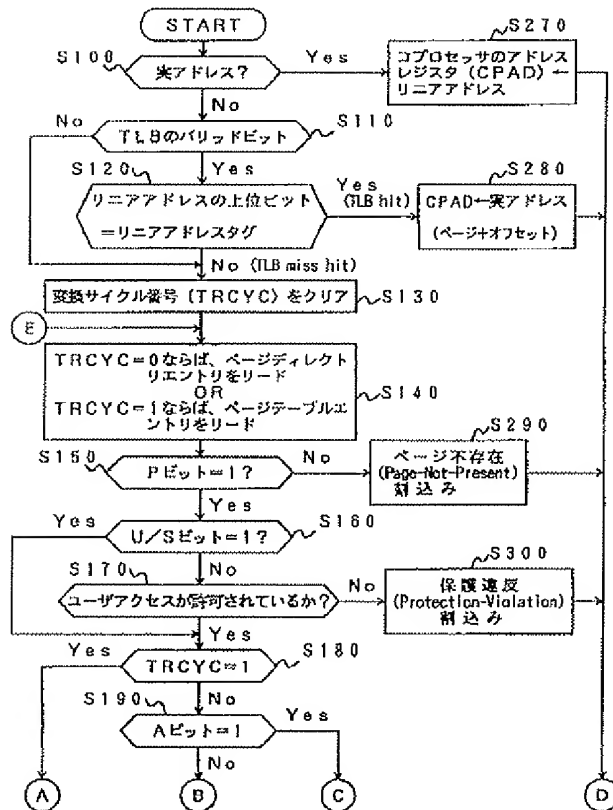 START
S100
実アドレス?
Yes
S270
コプロセッサのアドレス
レジスタ(CPAD)←
リニアアドレス
No
No
TLBのバリッドビット
S110
S120
Yes
リニアアドレスの上位ビット
=リニアアドレスタグ
Yes
(TLB hit)
S280
CPAD←実アドレス
(ページ+オフセット)
No (TLB miss hit)
変換サイクル番号(TRCYC)をクリア
S130
E
TRCYC=0ならば、ページディレクト
リエントリをリード
OR
TRCYC=1ならば、ページテーブルエ
ントリをリード
S140
S150
Pビット=1?
No
S290
ページ不存在
(Page-Not-Present)
割込み
Yes
Yes
U/Sビット=1?
S160
S170
No
ユーザアクセスが許可されているか?
No
S300
保護違反
(Protection-Violation)
割込み
Yes
Yes
TRCYC=1
S180
S190
No
Aビット=1
Yes
No
A
B
C
D